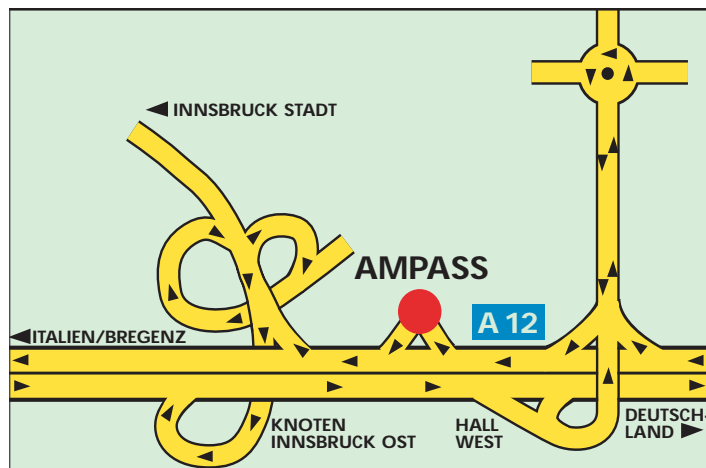 INNSBRUCK STADT
AMPASS
A 12
ITALIEN/BREGENZ
KNOTEN
INNSBRUCK OST
HALL
WEST
DEUTSCH-
LAND